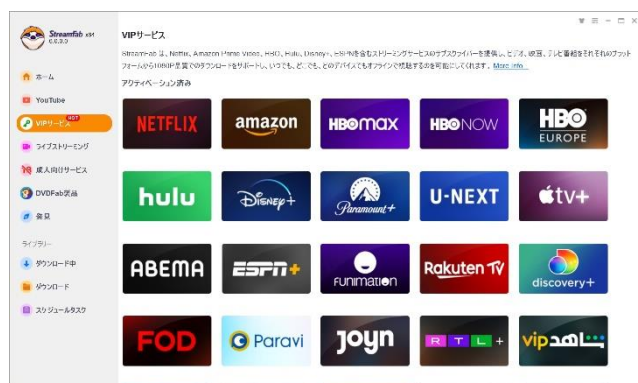 StreamFab x64
VIPサービス
StreamFab は、Netflix、Amazon Prime Video、HBO、Hulu、Disney+、ESPNを含むストリーミングサービスのサブスクライバーを提供し、ビデオ、映画、テレビ番組をそれぞれのプラット
フォームから1080P品質でのダウンロードをサポートし、いつでも、どこでも、どのデバイスでもオフラインで視聴するのを可能にしてくれます。 More Info...
アクティベーション済み
ホーム
YouTube
VIPサービス HOT
ライブストリーミング
成人向けサービス
DVDFab製品
発見
ライブラリー
ダウンロード中
ダウンロード
スケジュールタスク
NETFLIX amazon HBOmax HBONOW HBO EUROPE
hulu Disney+ Paramount+ U-NEXT tv+
ABEMA ESPN+ FUNIMATION Rakuten TV discovery+
FOD Paravi joyn RTL+ vip شاهد